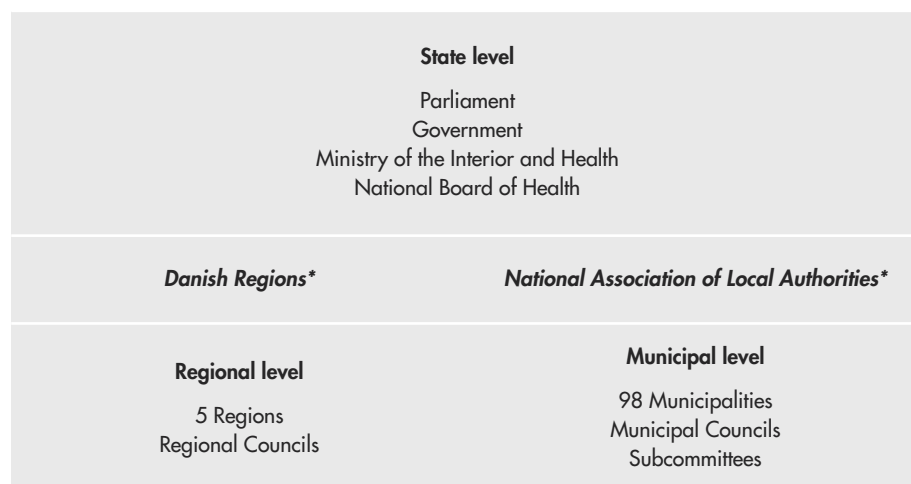 State level
Parliament
Government
Ministry of the Interior and Health
National Board of Health
Danish Regions*
National Association of Local Authorities*
Regional level
5 Regions
Regional Councils
Municipal level
98 Municipalities
Municipal Councils
Subcommittees